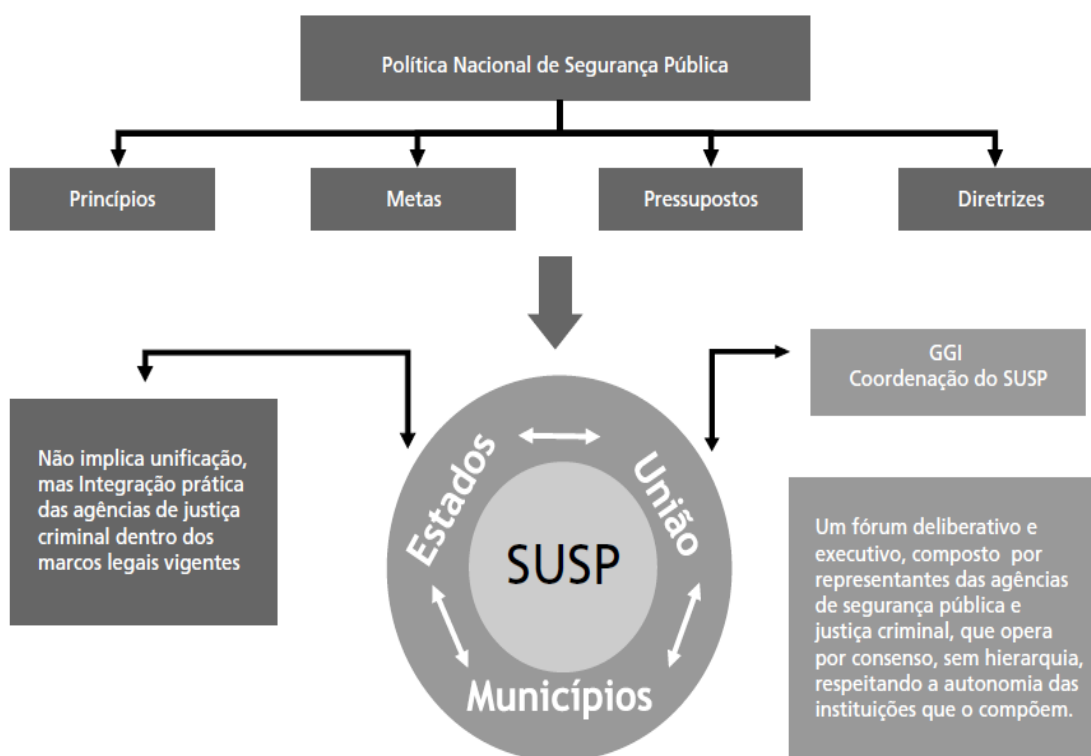 Política Nacional de Segurança Pública
Princípios
Metas
Pressupostos
Diretrizes
GGI
Coordenação do SUSP
Não implica unificação,
mas Integração prática
das agências de justiça
criminal dentro dos
marcos legais vigentes
Estados
União
SUSP
Municípios
Um fórum deliberativo e
executivo, composto por
representantes das agências
de segurança pública e
justiça criminal, que opera
por consenso, sem hierarquia,
respeitando a autonomia das
instituições que o compõem.